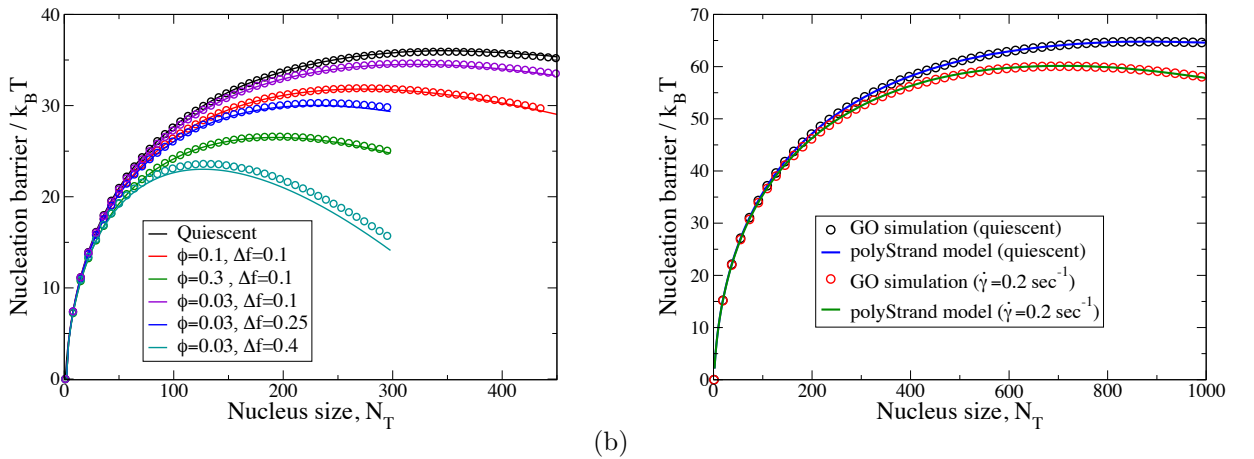 Nucleation barrier / k_B T
40
30
20
10
0
0
100
200
300
400
Nucleus size, N_T
Quiescent
ϕ=0.1, Δf=0.1
ϕ=0.3 , Δf=0.1
ϕ=0.03, Δf=0.1
ϕ=0.03, Δf=0.25
ϕ=0.03, Δf=0.4
(b)
Nucleation barrier / k_B T
70
60
50
40
30
20
10
0
0
200
400
600
800
1000
Nucleus size, N_T
GO simulation (quiescent)
polyStrand model (quiescent)
GO simulation (γ̇=0.2 sec⁻¹)
polyStrand model (γ̇=0.2 sec⁻¹)